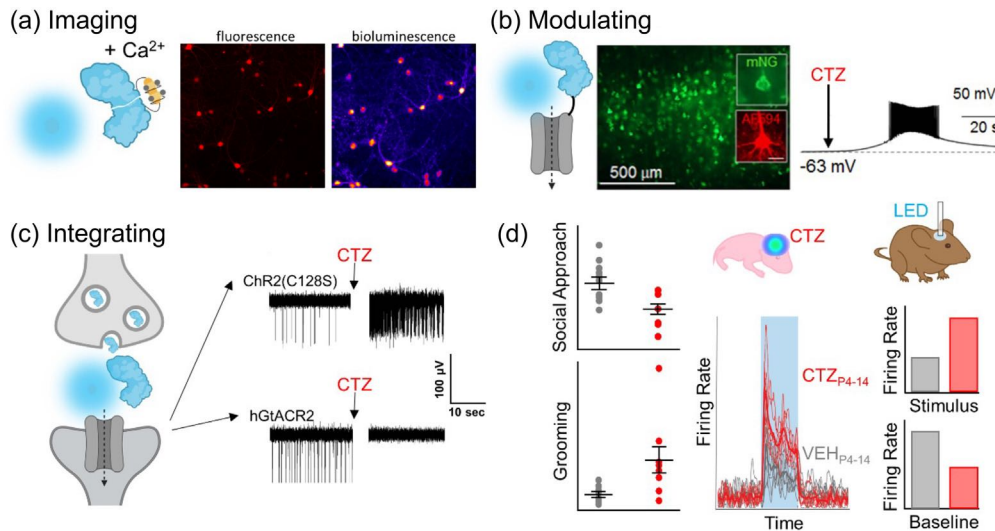 (a) Imaging
+ Ca²⁺
fluorescence
bioluminescence
(b) Modulating
mNG
AF594
500 µm
CTZ
-63 mV
50 mV
20 s
(c) Integrating
CTZ
ChR2(C128S)
CTZ
hGtACR2
100 µV
10 sec
(d)
Social Approach
Grooming
CTZ
Firing Rate
CTZP4-14
VEHP4-14
Time
LED
Firing Rate
Stimulus
Firing Rate
Baseline